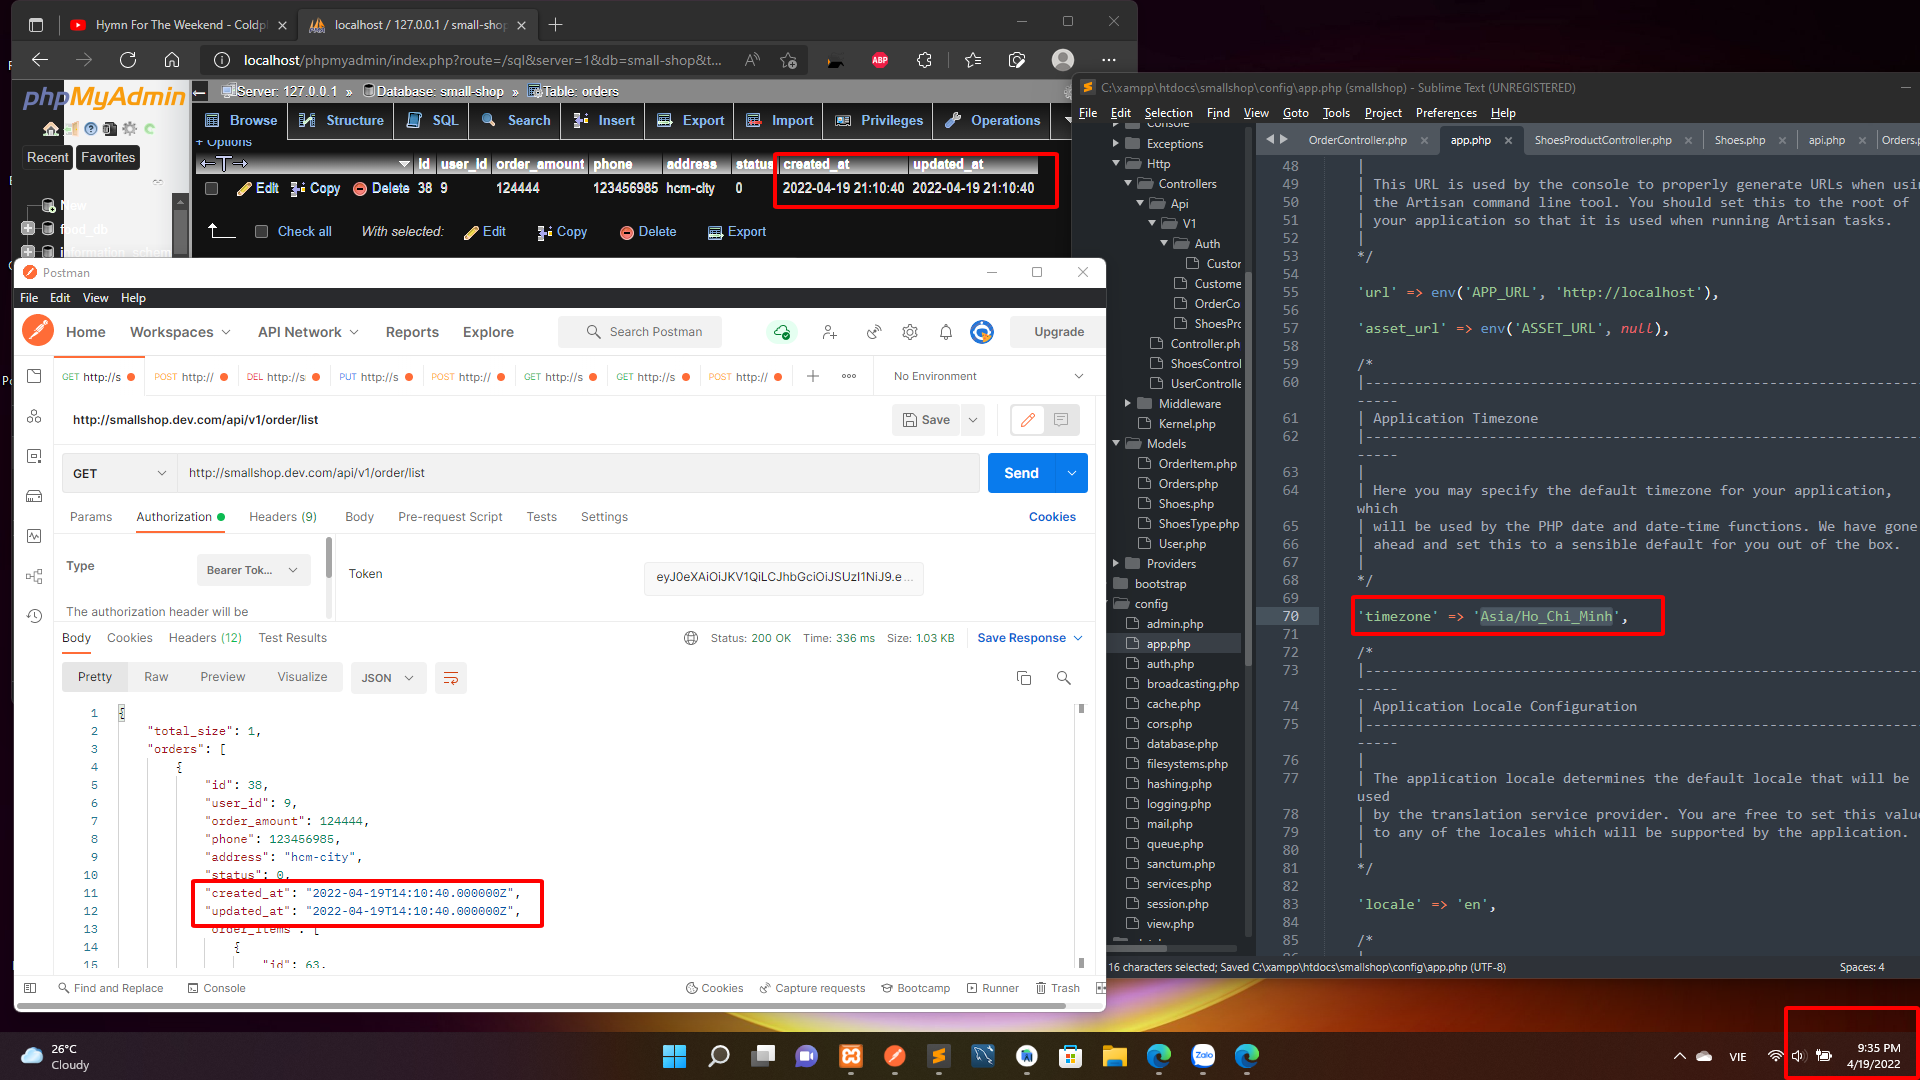 Hymn For The Weekend - Coldp
localhost / 127.0.0.1 / small-shop
localhost/phpmyadmin/index.php?route=/sql&server=1&db=small-shop&t...
ABP
phpMyAdmin
Recent
Favorites
New
food_db
information_schem
Server: 127.0.0.1 » Database: small-shop » Table: orders
Browse
Structure
SQL
Search
Insert
Export
Import
Privileges
Operations
+ Options
id user_id order_amount phone address status created_at updated_at
Edit Copy Delete 38 9 124444 123456985 hcm-city 0 2022-04-19 21:10:40 2022-04-19 21:10:40
Check all With selected: Edit Copy Delete Export
Postman
File Edit View Help
Home Workspaces API Network Reports Explore
Search Postman
Upgrade
GET http://s
POST http://
DEL http://s
PUT http://s
POST http://
GET http://s
GET http://s
POST http://
No Environment
http://smallshop.dev.com/api/v1/order/list
Save
GET
http://smallshop.dev.com/api/v1/order/list
Send
Params Authorization Headers (9) Body Pre-request Script Tests Settings Cookies
Type
Bearer Tok...
Token
eyJ0eXAiOiJKV1QiLCJhbGciOiJSUzI1NiJ9.e...
The authorization header will be
Body Cookies Headers (12) Test Results
Status: 200 OK Time: 336 ms Size: 1.03 KB Save Response
Pretty Raw Preview Visualize JSON
1 {
2 "total_size": 1,
3 "orders": [
4 {
5 "id": 38,
6 "user_id": 9,
7 "order_amount": 124444,
8 "phone": 123456985,
9 "address": "hcm-city",
10 "status": 0,
11 "created_at": "2022-04-19T14:10:40.000000Z",
12 "updated_at": "2022-04-19T14:10:40.000000Z",
13 "order_items": [
14 {
15 "id": 63,
Find and Replace Console
Cookies Capture requests Bootcamp Runner Trash
C:\xampp\htdocs\smallshop\config\app.php (smallshop) - Sublime Text (UNREGISTERED)
File Edit Selection Find View Goto Tools Project Preferences Help
Console
Exceptions
Http
Controllers
Api
V1
Auth
Custor
Custome
OrderCo
ShoesPrc
Controller.ph
ShoesControl
UserControlle
Middleware
Kernel.php
Models
OrderItem.php
Orders.php
Shoes.php
ShoesType.php
User.php
Providers
bootstrap
config
admin.php
app.php
auth.php
broadcasting.php
cache.php
cors.php
database.php
filesystems.php
hashing.php
logging.php
mail.php
queue.php
sanctum.php
services.php
session.php
view.php
OrderController.php
app.php
ShoesProductController.php
Shoes.php
api.php
Orders.p
48 |
49 | This URL is used by the console to properly generate URLs when usin
50 | the Artisan command line tool. You should set this to the root of
51 | your application so that it is used when running Artisan tasks.
52 |
53 */
54
55 'url' => env('APP_URL', 'http://localhost'),
56
57 'asset_url' => env('ASSET_URL', null),
58
59 /*
60 |--------------------------------------------------------------------
-----
61 | Application Timezone
62 |--------------------------------------------------------------------
-----
63 |
64 | Here you may specify the default timezone for your application,
which
65 | will be used by the PHP date and date-time functions. We have gone
66 | ahead and set this to a sensible default for you out of the box.
67 |
68 */
69
70 'timezone' => 'Asia/Ho_Chi_Minh',
71
72 /*
73 |--------------------------------------------------------------------
-----
74 | Application Locale Configuration
75 |--------------------------------------------------------------------
-----
76 |
77 | The application locale determines the default locale that will be
used
78 | by the translation service provider. You are free to set this value
79 | to any of the locales which will be supported by the application.
80 |
81 */
82
83 'locale' => 'en',
84
85 /*
16 characters selected; Saved C:\xampp\htdocs\smallshop\config\app.php (UTF-8)
Spaces: 4
26°C
Cloudy
Zalo
VIE
9:35 PM
4/19/2022